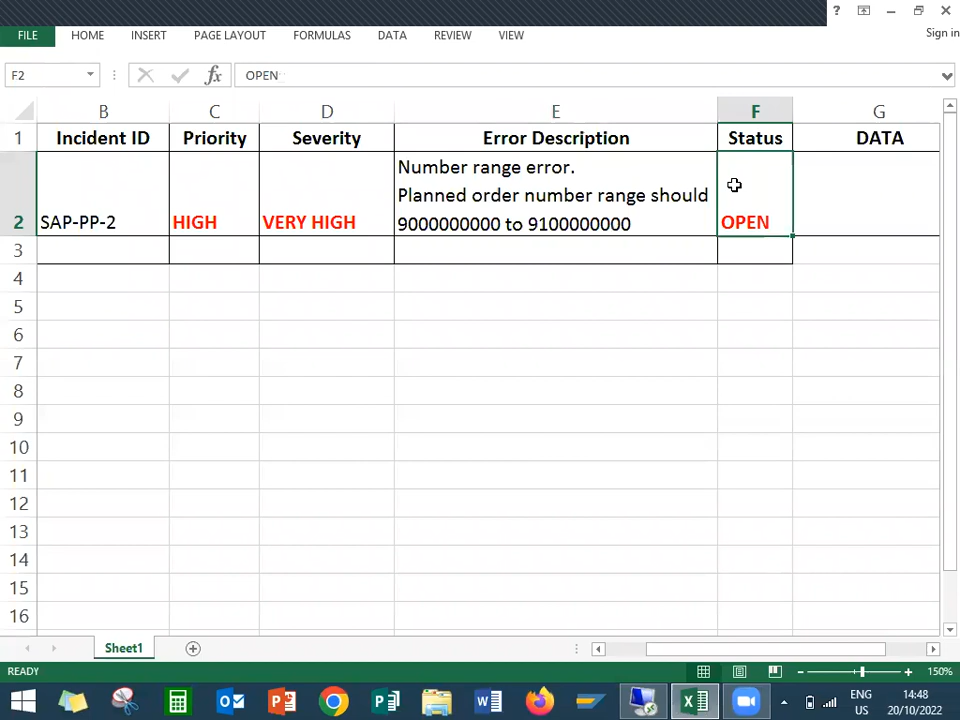 ?
FILE HOME INSERT PAGE LAYOUT FORMULAS DATA REVIEW VIEW Sign in
F2 fx OPEN
B C D E F G
1 Incident ID Priority Severity Error Description Status DATA
Number range error.
Planned order number range should
2 SAP-PP-2 HIGH VERY HIGH 9000000000 to 9100000000 OPEN
3
4
5
6
7
8
9
10
11
12
13
14
15
16
Sheet1
READY 150%
ENG 14:48
US 20/10/2022